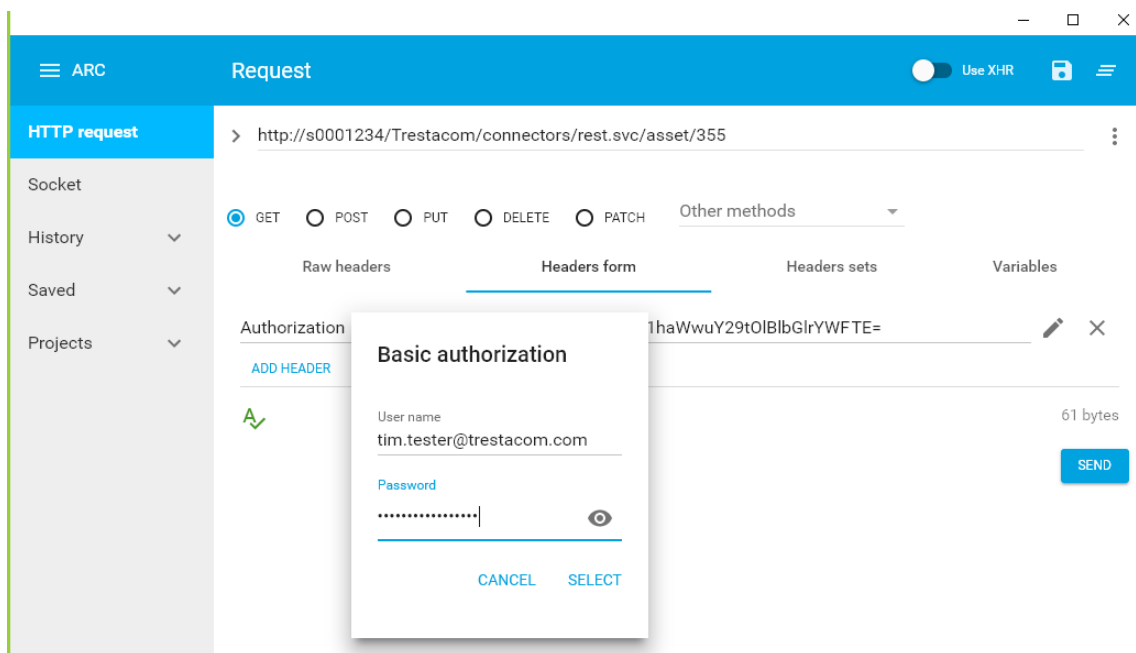 ARC
Request
Use XHR
HTTP request
http://s0001234/Trestacom/connectors/rest.svc/asset/355
Socket
GET POST PUT DELETE PATCH Other methods
History
Raw headers Headers form Headers sets Variables
Saved
Authorization 1haWwuY29tOlBlbGlrYWFTE=
Projects
ADD HEADER
61 bytes
SEND
Basic authorization
User name
tim.tester@trestacom.com
Password
•••••••••••••••••
CANCEL SELECT